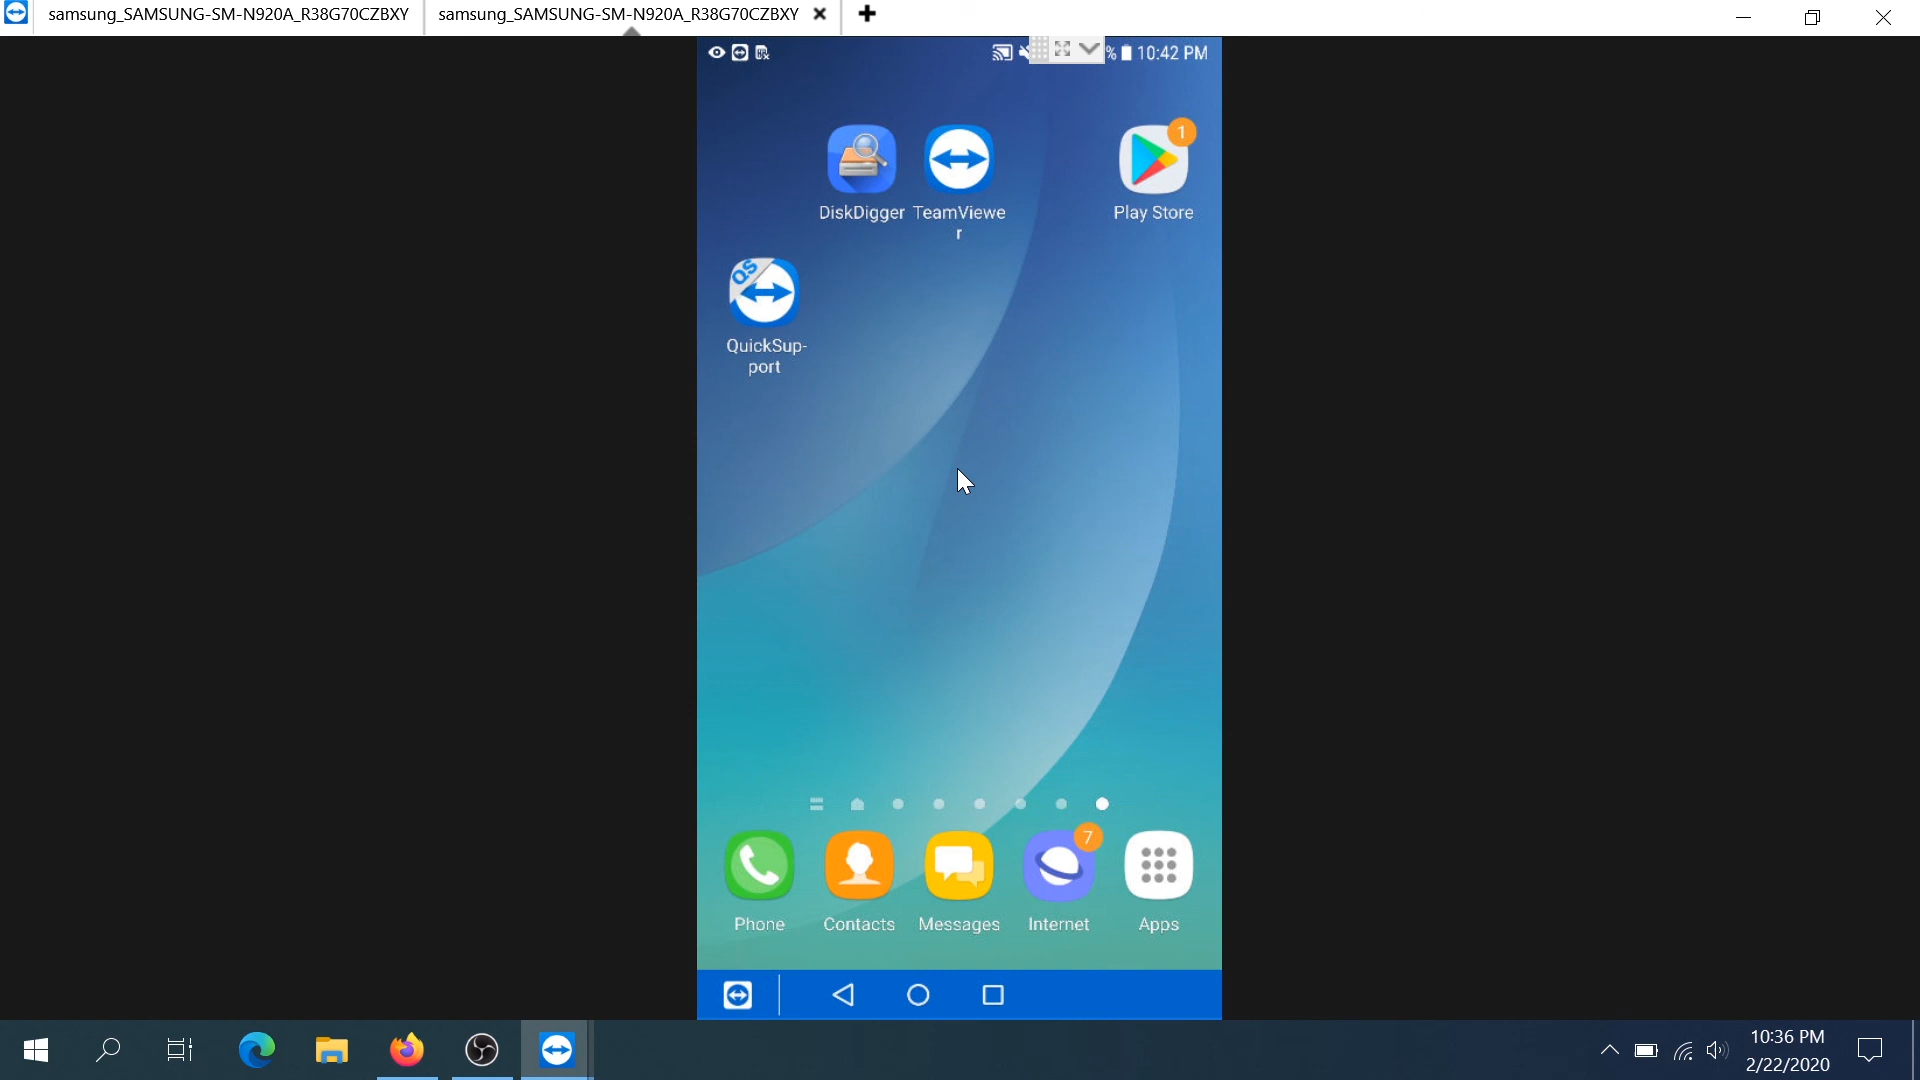 samsung_SAMSUNG-SM-N920A_R38G70CZBXY
samsung_SAMSUNG-SM-N920A_R38G70CZBXY
% 10:42 PM
1
DiskDigger
TeamViewe
r
Play Store
QS
QuickSup-
port
7
Phone
Contacts
Messages
Internet
Apps
10:36 PM
2/22/2020